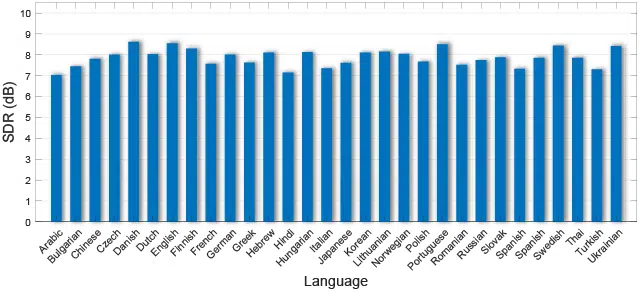 10
9
8
7
6
5
4
3
2
1
0
SDR (dB)
Arabic
Bulgarian
Chinese
Czech
Danish
Dutch
English
Finnish
French
German
Greek
Hebrew
Hindi
Hungarian
Italian
Japanese
Korean
Lithuanian
Norwegian
Polish
Portuguese
Romanian
Russian
Slovak
Spanish
Spanish
Swedish
Thai
Turkish
Ukrainian
Language